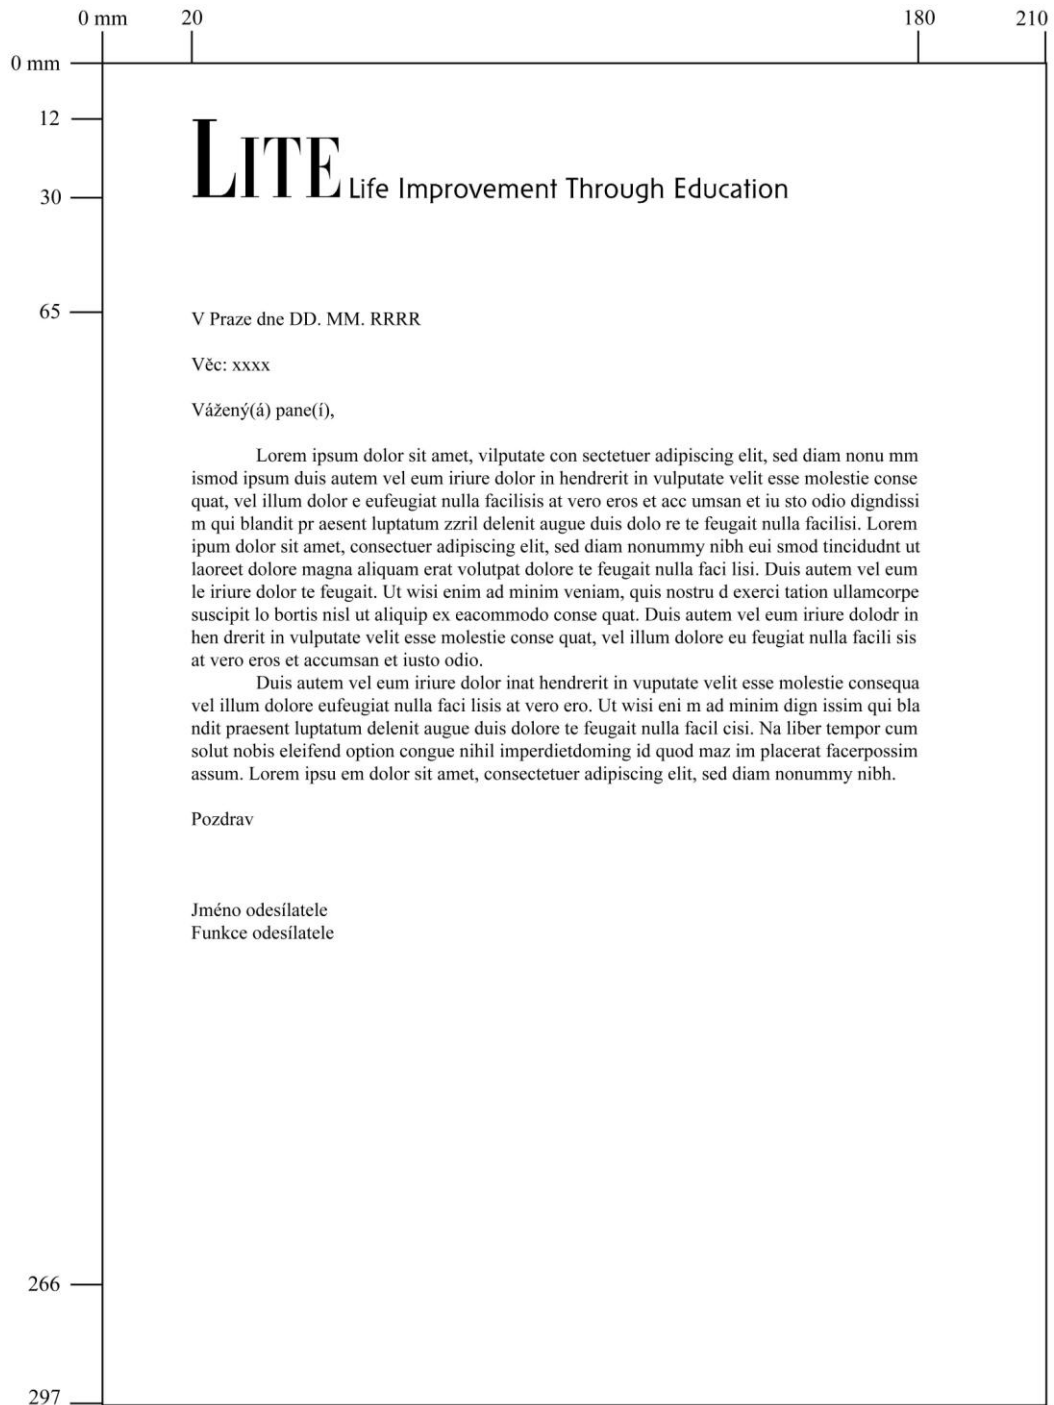 0 mm 20 180 210
0 mm
12
30
LITE Life Improvement Through Education
65
V Praze dne DD. MM. RRRR
Věc: xxxx
Vážený(á) pane(í),
Lorem ipsum dolor sit amet, vilputate con sectetuer adipiscing elit, sed diam nonu mm
ismod ipsum duis autem vel eum iriure dolor in hendrerit in vulputate velit esse molestie conse
quat, vel illum dolor e eufeugiat nulla facilisis at vero eros et acc umsan et iu sto odio digndissi
m qui blandit pr aesent luptatum zzril delenit augue duis dolo re te feugait nulla facilisi. Lorem
ipum dolor sit amet, consectuer adipiscing elit, sed diam nonummy nibh eui smod tincidudnt ut
laoreet dolore magna aliquam erat volutpat dolore te feugait nulla faci lisi. Duis autem vel eum
le iriure dolor te feugait. Ut wisi enim ad minim veniam, quis nostru d exerci tation ullamcorpe
suscipit lo bortis nisl ut aliquip ex eacommodo conse quat. Duis autem vel eum iriure dolodr in
hen drerit in vulputate velit esse molestie conse quat, vel illum dolore eu feugiat nulla facili sis
at vero eros et accumsan et iusto odio.
Duis autem vel eum iriure dolor inat hendrerit in vuputate velit esse molestie consequa
vel illum dolore eufeugiat nulla faci lisis at vero ero. Ut wisi eni m ad minim dign issim qui bla
ndit praesent luptatum delenit augue duis dolore te feugait nulla facil cisi. Na liber tempor cum
solut nobis eleifend option congue nihil imperdietdoming id quod maz im placerat facerpossim
assum. Lorem ipsu em dolor sit amet, consectetuer adipiscing elit, sed diam nonummy nibh.
Pozdrav
Jméno odesílatele
Funkce odesílatele
266
297